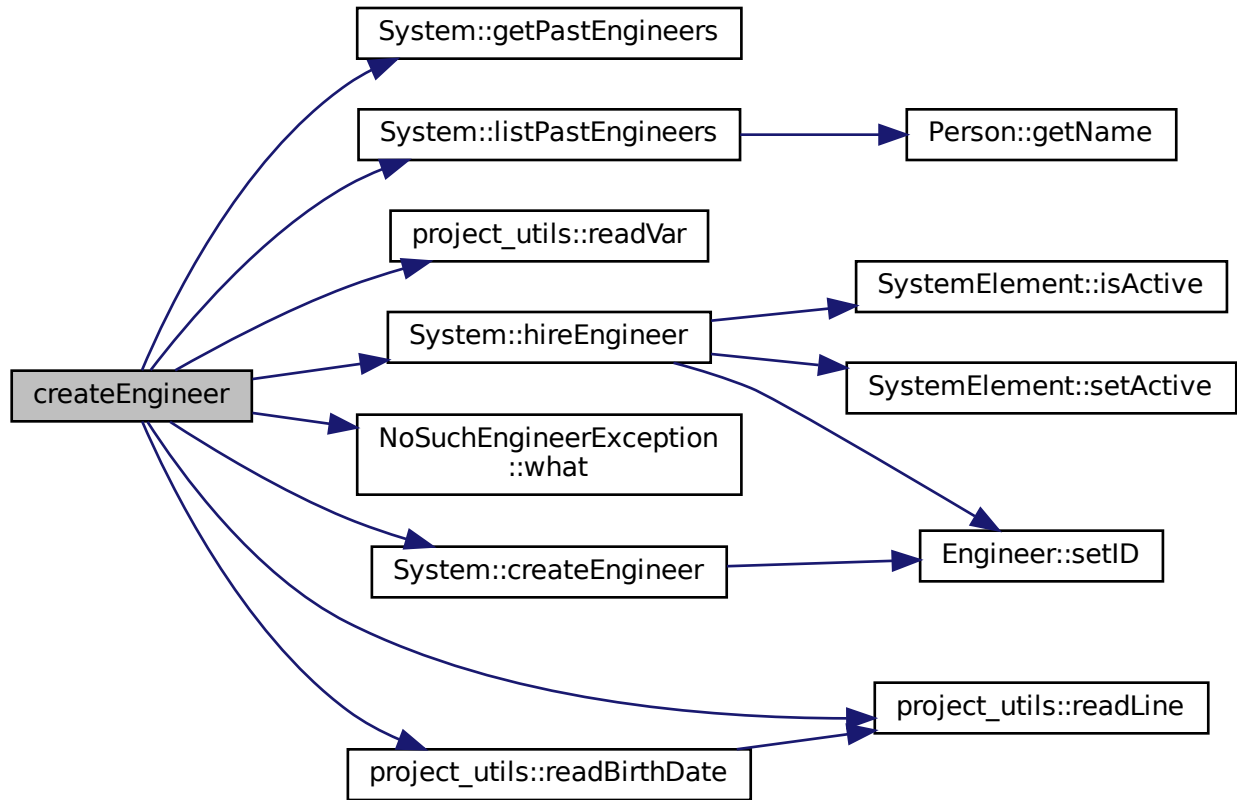 System::getPastEngineers
System::listPastEngineers
Person::getName
project_utils::readVar
SystemElement::isActive
System::hireEngineer
SystemElement::setActive
createEngineer
NoSuchEngineerException
::what
System::createEngineer
Engineer::setID
project_utils::readLine
project_utils::readBirthDate